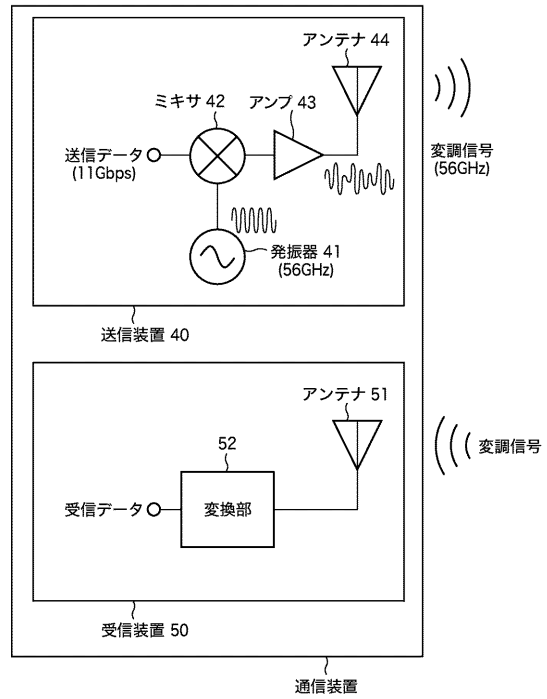 アンテナ 44
ミキサ 42
アンプ 43
送信データ
(11Gbps)
変調信号
(56GHz)
発振器 41
(56GHz)
送信装置 40
アンテナ 51
変調信号
52
受信データ
変換部
受信装置 50
通信装置